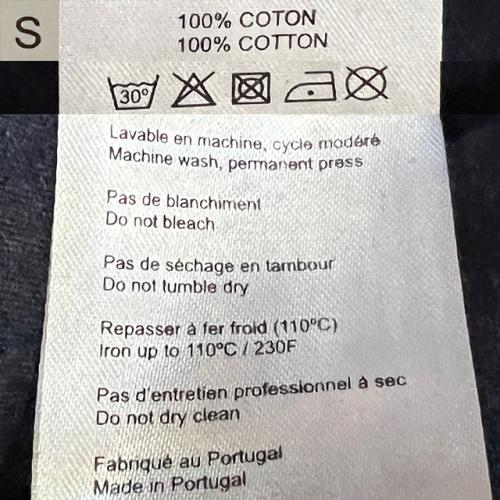 S
100% COTON
100% COTTON
30°
Lavable en machine, cycle modéré
Machine wash, permanent press
Pas de blanchiment
Do not bleach
Pas de séchage en tambour
Do not tumble dry
Repasser à fer froid (110ºC)
Iron up to 110ºC / 230F
Pas d'entretien professionnel à sec
Do not dry clean
Fabriqué au Portugal
Made in Portugal